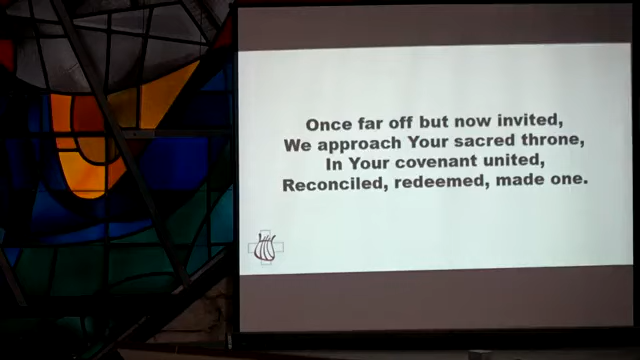 Once far off but now invited,
We approach Your sacred throne,
In Your covenant united,
Reconciled, redeemed, made one.